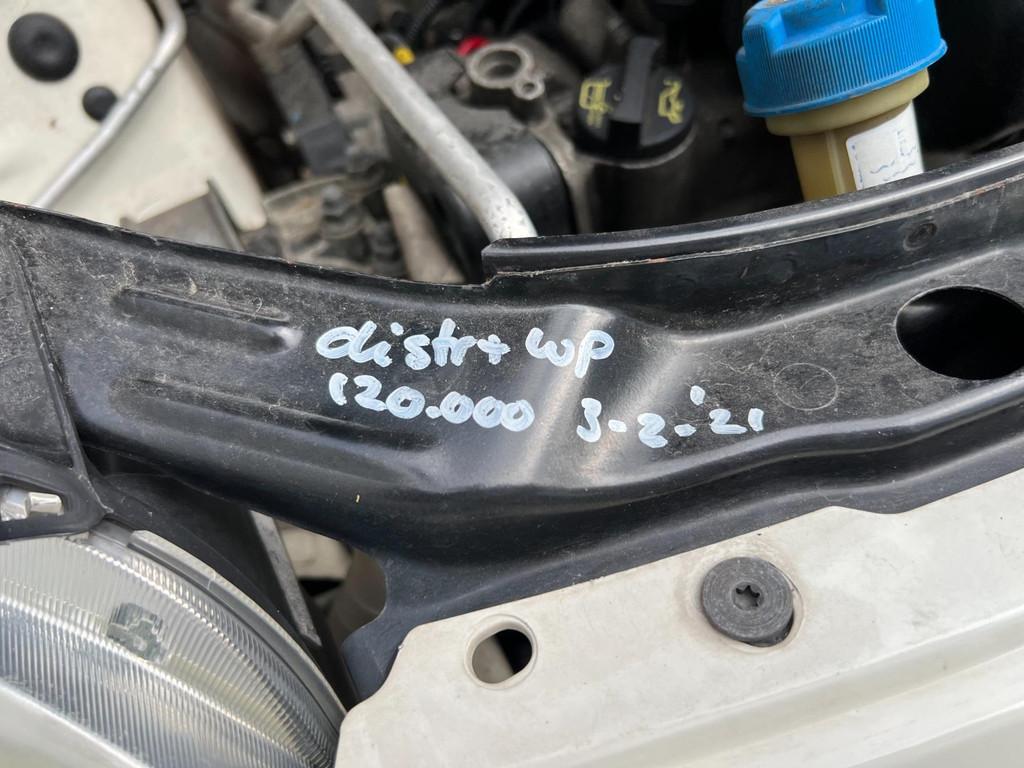 distr + wp
120.000 3-2-'21